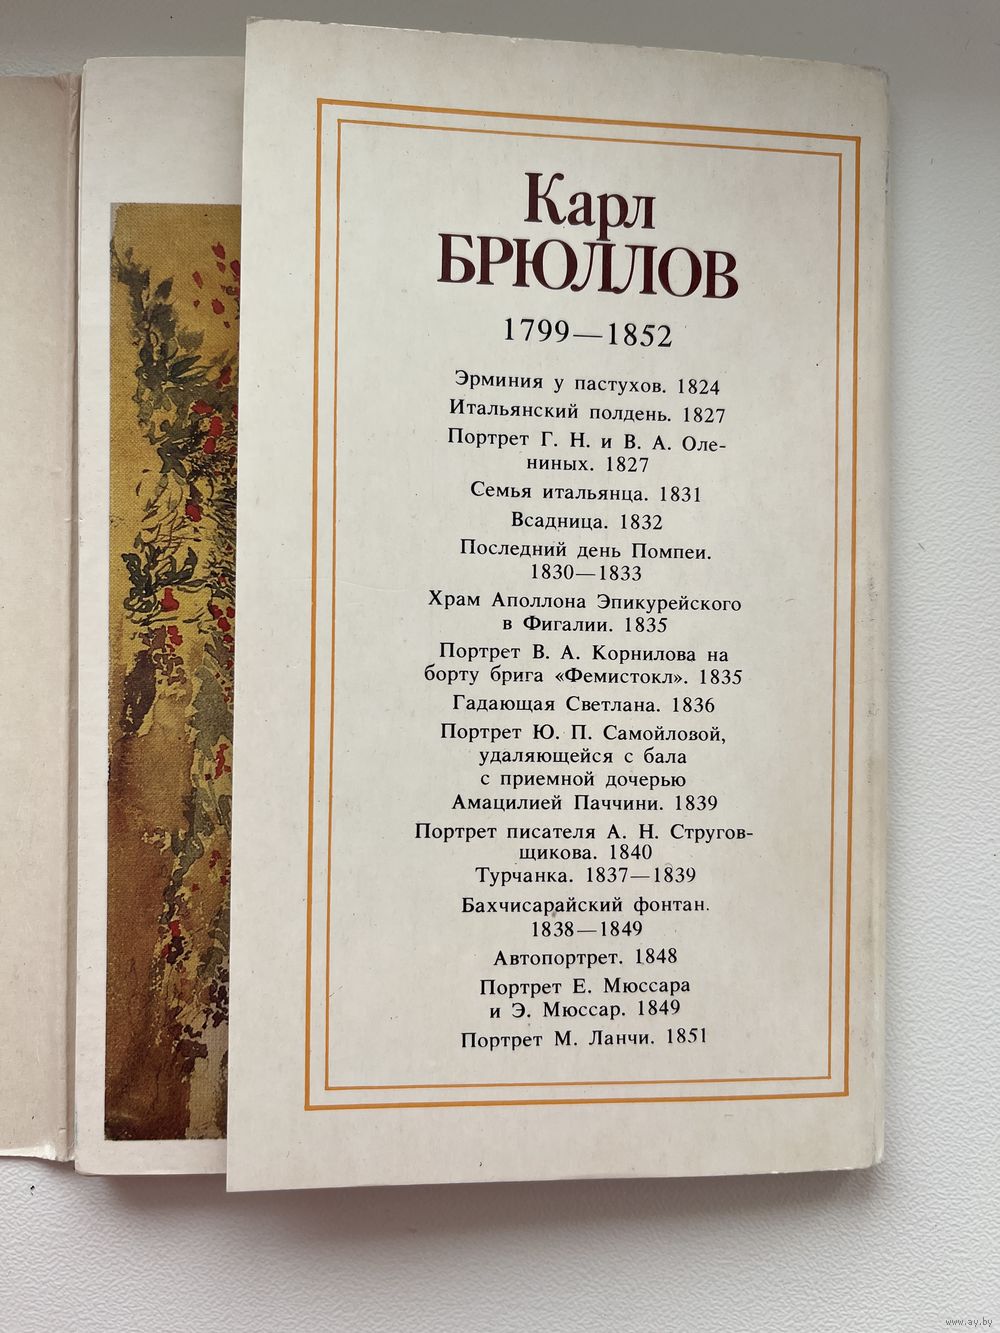 Карл
БРЮЛЛОВ
1799—1852
Эрминия у пастухов. 1824
Итальянский полдень. 1827
Портрет Г. Н. и В. А. Оле-
ниных. 1827
Семья итальянца. 1831
Всадница. 1832
Последний день Помпеи.
1830—1833
Храм Аполлона Эпикурейского
в Фигалии. 1835
Портрет В. А. Корнилова на
борту брига «Фемистокл». 1835
Гадающая Светлана. 1836
Портрет Ю. П. Самойловой,
удаляющейся с бала
с приемной дочерью
Амацилией Паччини. 1839
Портрет писателя А. Н. Стругов-
щикова. 1840
Турчанка. 1837—1839
Бахчисарайский фонтан.
1838—1849
Автопортрет. 1848
Портрет Е. Мюссара
и Э. Мюссар. 1849
Портрет М. Ланчи. 1851
www.ay.by